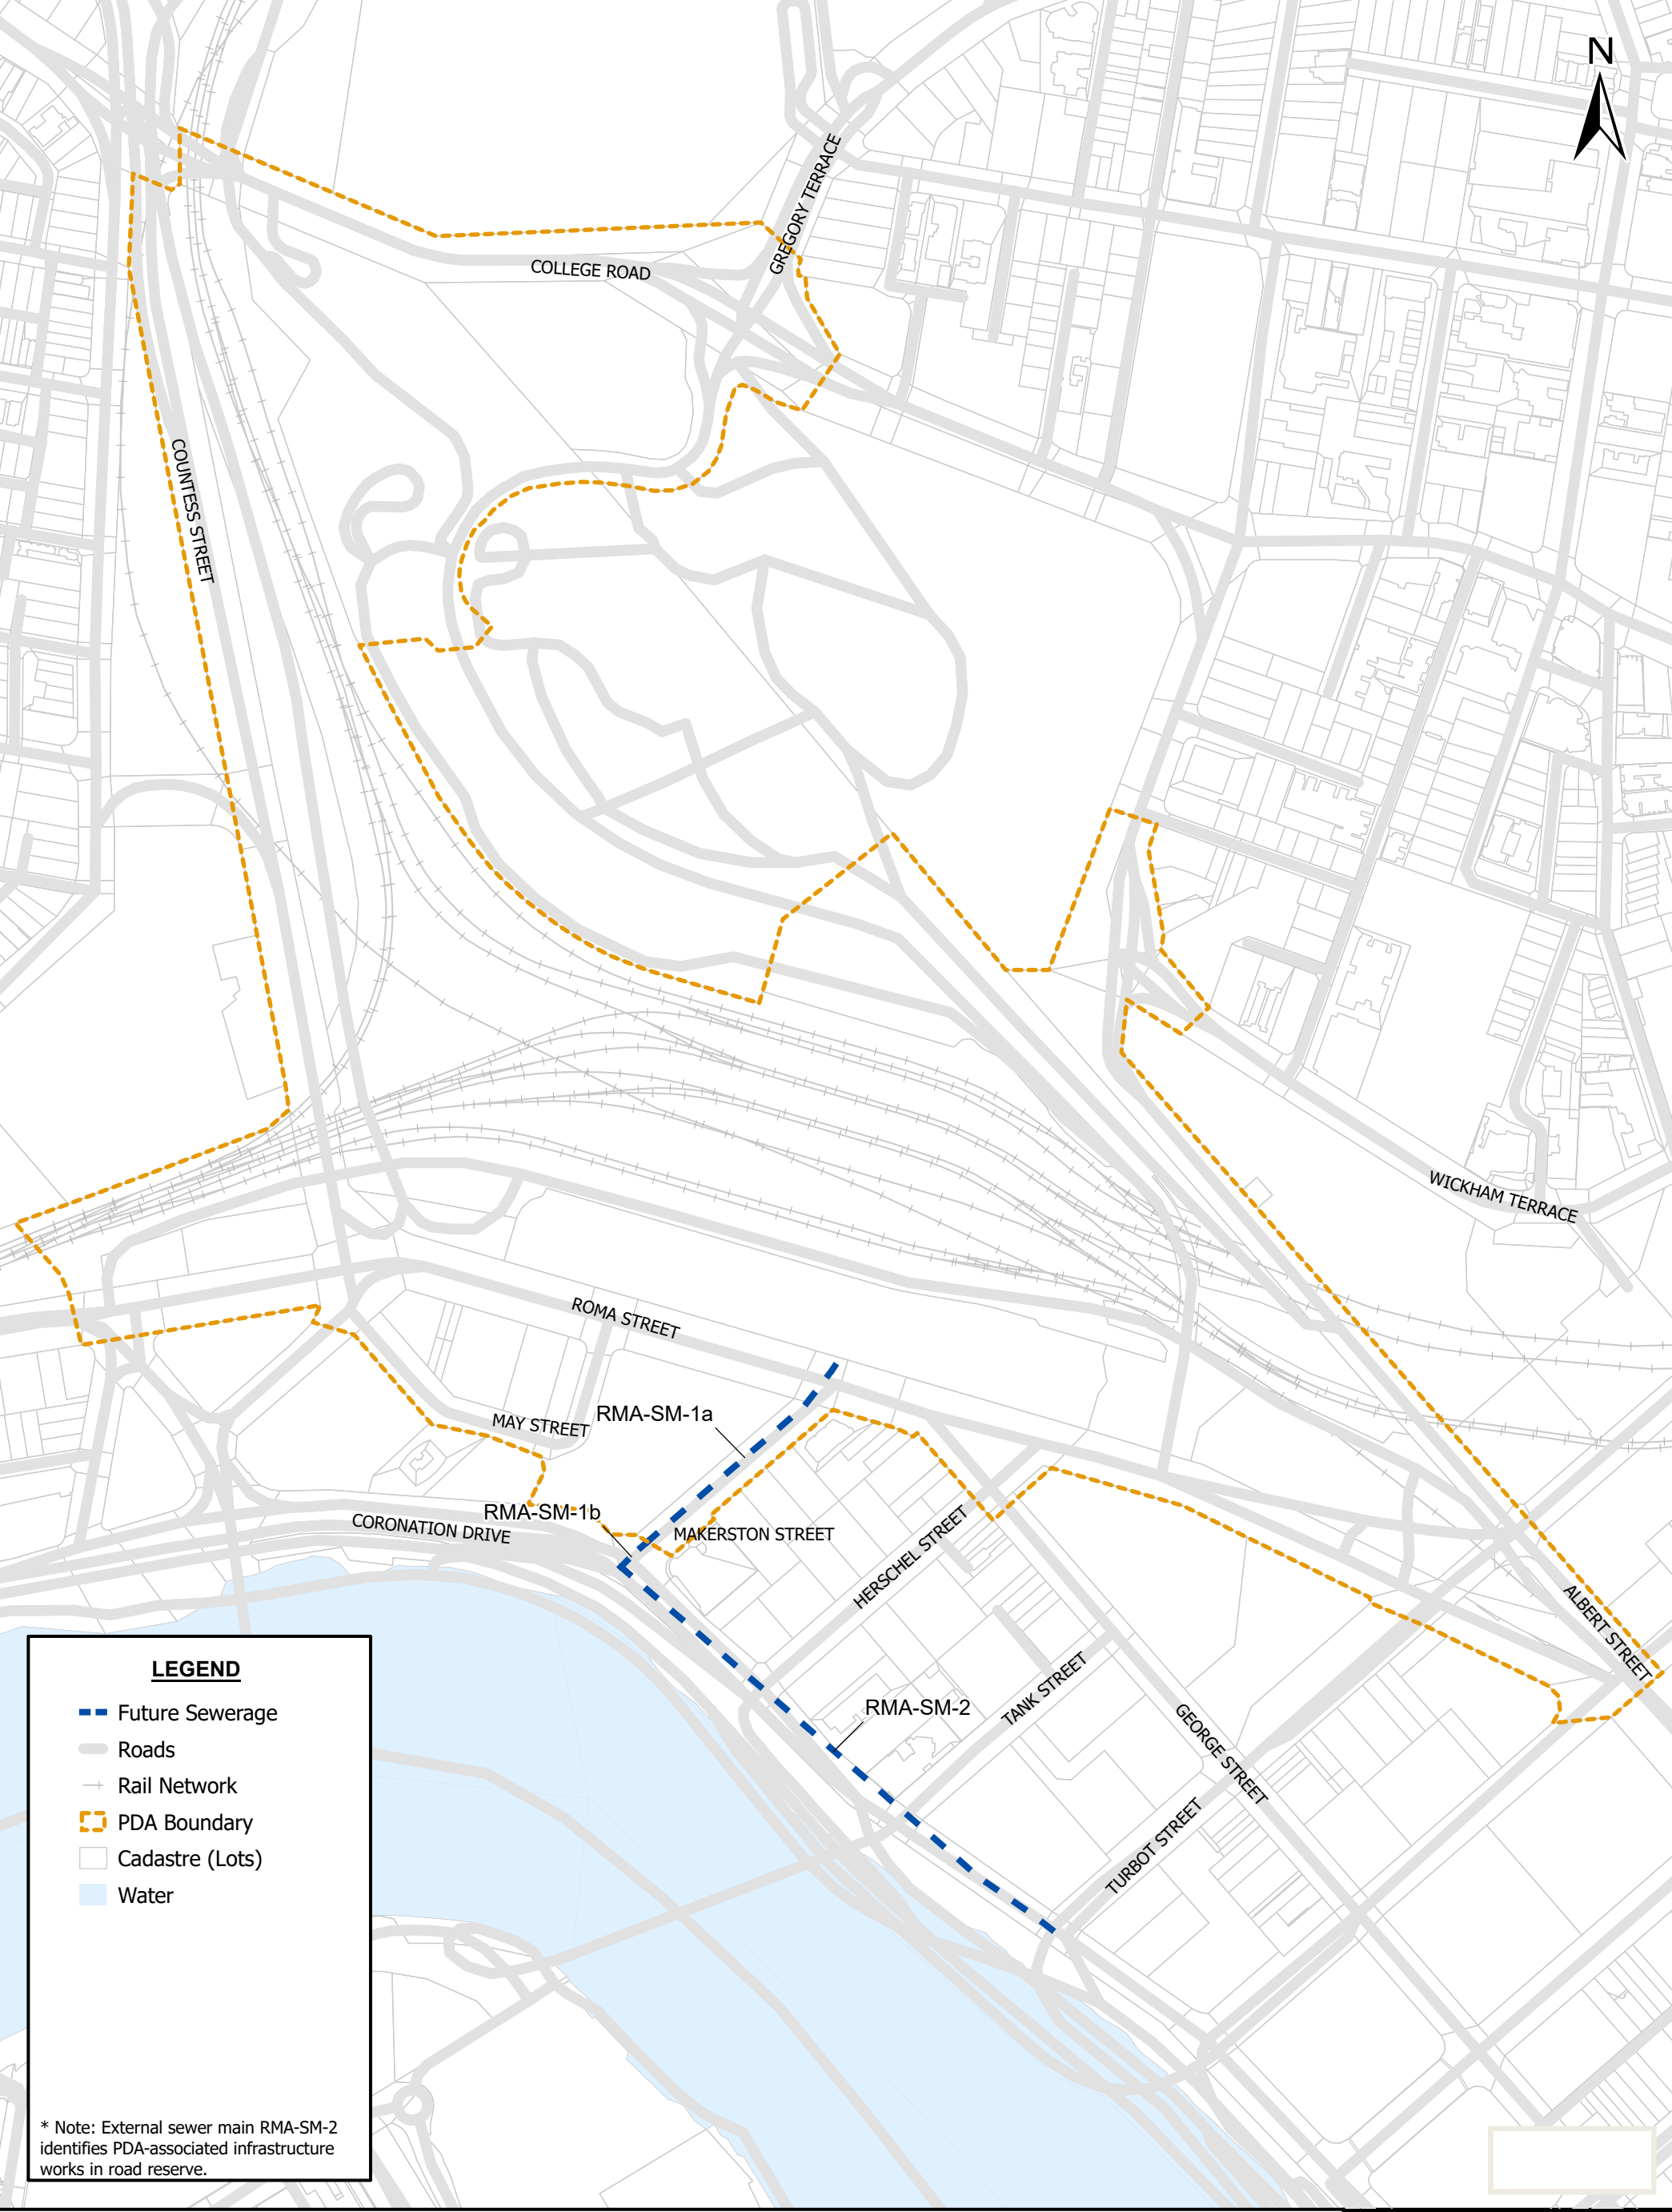 N
GREGORY TERRACE
COLLEGE ROAD
COUNTESS STREET
WICKHAM TERRACE
ROMA STREET
RMA-SM-1a
MAY STREET
RMA-SM-1b
CORONATION DRIVE
MAKERSTON STREET
HERSCHEL STREET
ALBERT STREET
TANK STREET
RMA-SM-2
GEORGE STREET
TURBOT STREET
LEGEND
Future Sewerage
Roads
Rail Network
PDA Boundary
Cadastre (Lots)
Water
* Note: External sewer main RMA-SM-2
identifies PDA-associated infrastructure
works in road reserve.